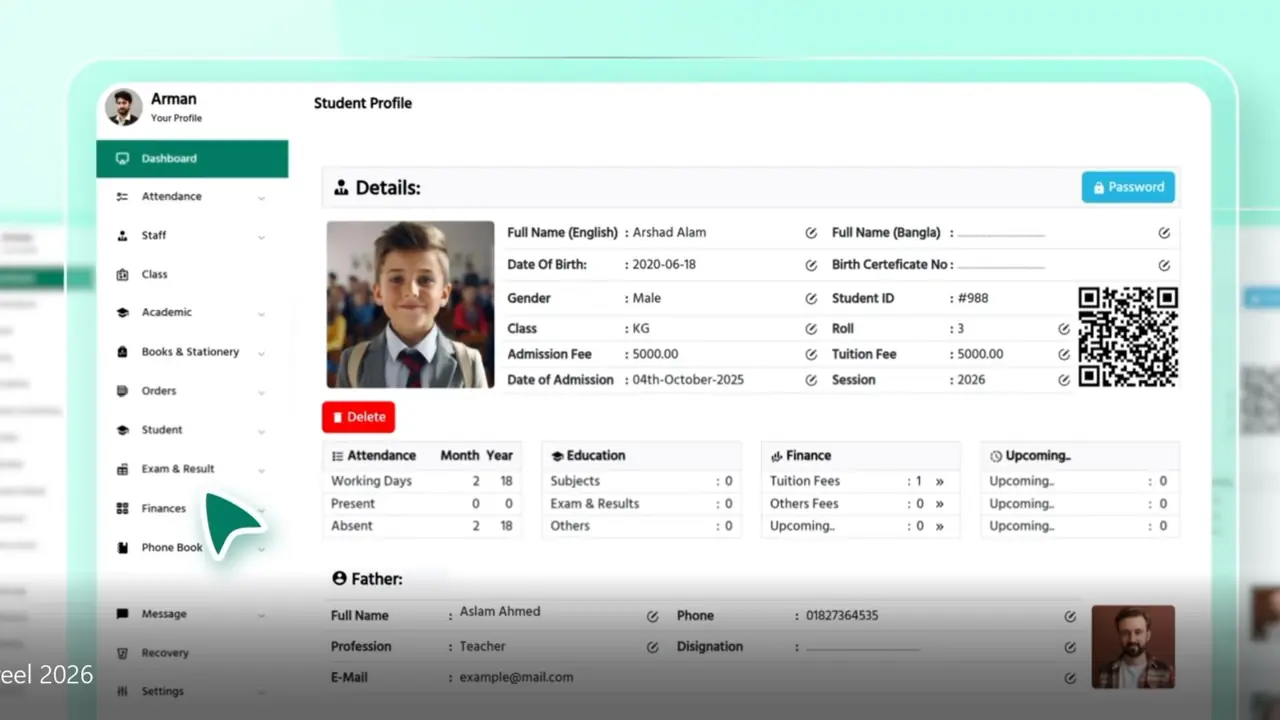 Arman
Your Profile
Student Profile
Dashboard
Attendance
Staff
Class
Academic
Books & Stationery
Orders
Student
Exam & Result
Finances
Phone Book
Message
Recovery
Settings
Details:
Password
Full Name (English) : Arshad Alam
Full Name (Bangla) :
Date Of Birth: : 2020-06-18
Birth Certeficate No :
Gender : Male
Student ID : #988
Class : KG
Roll : 3
Admission Fee : 5000.00
Tuition Fee : 5000.00
Date of Admission : 04th-October-2025
Session : 2026
Delete
Attendance Month Year
Working Days 2 18
Present 0 0
Absent 2 18
Education
Subjects : 0
Exam & Results : 0
Others : 0
Finance
Tuition Fees : 1 »
Others Fees : 0 »
Upcoming.. : 0 »
Upcoming..
Upcoming.. : 0
Upcoming.. : 0
Upcoming.. : 0
Father:
Full Name : Aslam Ahmed
Phone : 01827364535
Profession : Teacher
Disignation :
E-Mail : example@mail.com
eel 2026